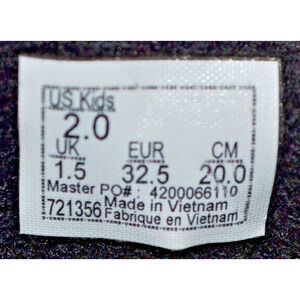 US Kids
2.0
UK EUR CM
1.5 32.5 20.0
Master PO# : 4200066110
721356 Made in Vietnam
Fabrique en Vietnam